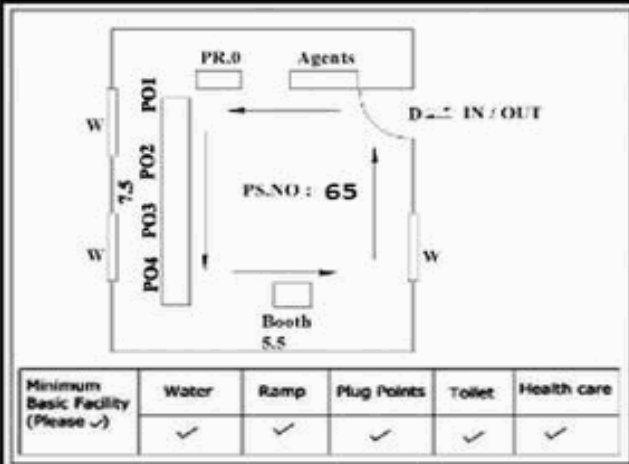 PR.0 Agents
PO1
W
IN / OUT
PO2
7.5
PS.NO : 65
PO3
W
W
PO4
Booth
5.5
Minimum Basic Facility (Please ✓) Water Ramp Plug Points Toilet Health care
✓ ✓ ✓ ✓ ✓